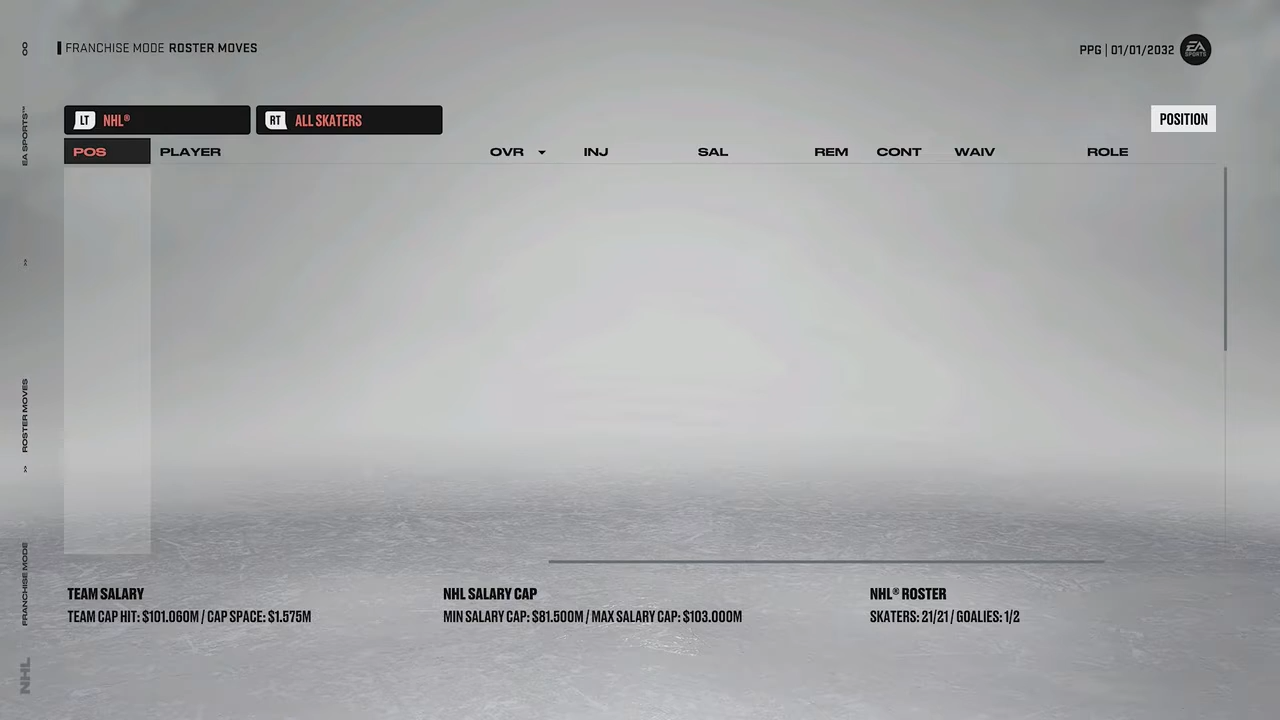 FRANCHISE MODE ROSTER MOVES
PPG | 01/01/2032
EA SPORTS
LT NHL®
RT ALL SKATERS
POSITION
POS PLAYER OVR INJ SAL REM CONT WAIV ROLE
TEAM SALARY
TEAM CAP HIT: $101.060M / CAP SPACE: $1.575M
NHL SALARY CAP
MIN SALARY CAP: $81.500M / MAX SALARY CAP: $103.000M
NHL® ROSTER
SKATERS: 21/21 / GOALIES: 1/2
NHL
FRANCHISE MODE
>>
ROSTER MOVES
>>
EA SPORTS™